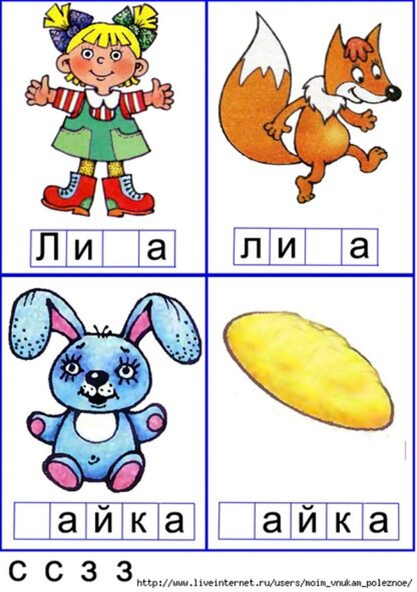 Ли а
ли а
айка
айка
С С З З http://www.liveinternet.ru/users/moim_vnukam_poleznoe/